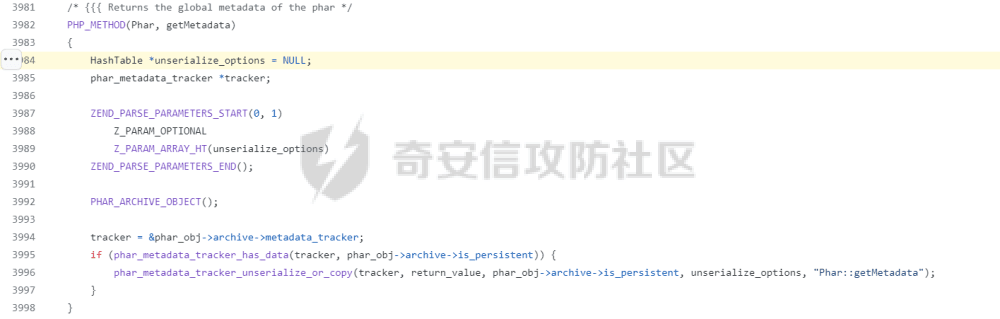 3981 /* {{{ Returns the global metadata of the phar */
3982 PHP_METHOD(Phar, getMetadata)
3983 {
••• 984 HashTable *unserialize_options = NULL;
3985 phar_metadata_tracker *tracker;
3986
3987 ZEND_PARSE_PARAMETERS_START(0, 1)
3988 Z_PARAM_OPTIONAL
3989 Z_PARAM_ARRAY_HT(unserialize_options)
3990 ZEND_PARSE_PARAMETERS_END();
3991
3992 PHAR_ARCHIVE_OBJECT();
3993
3994 tracker = &phar_obj->archive->metadata_tracker;
3995 if (phar_metadata_tracker_has_data(tracker, phar_obj->archive->is_persistent)) {
3996 phar_metadata_tracker_unserialize_or_copy(tracker, return_value, phar_obj->archive->is_persistent, unserialize_options, "Phar::getMetadata");
3997 }
3998 }
奇安信攻防社区